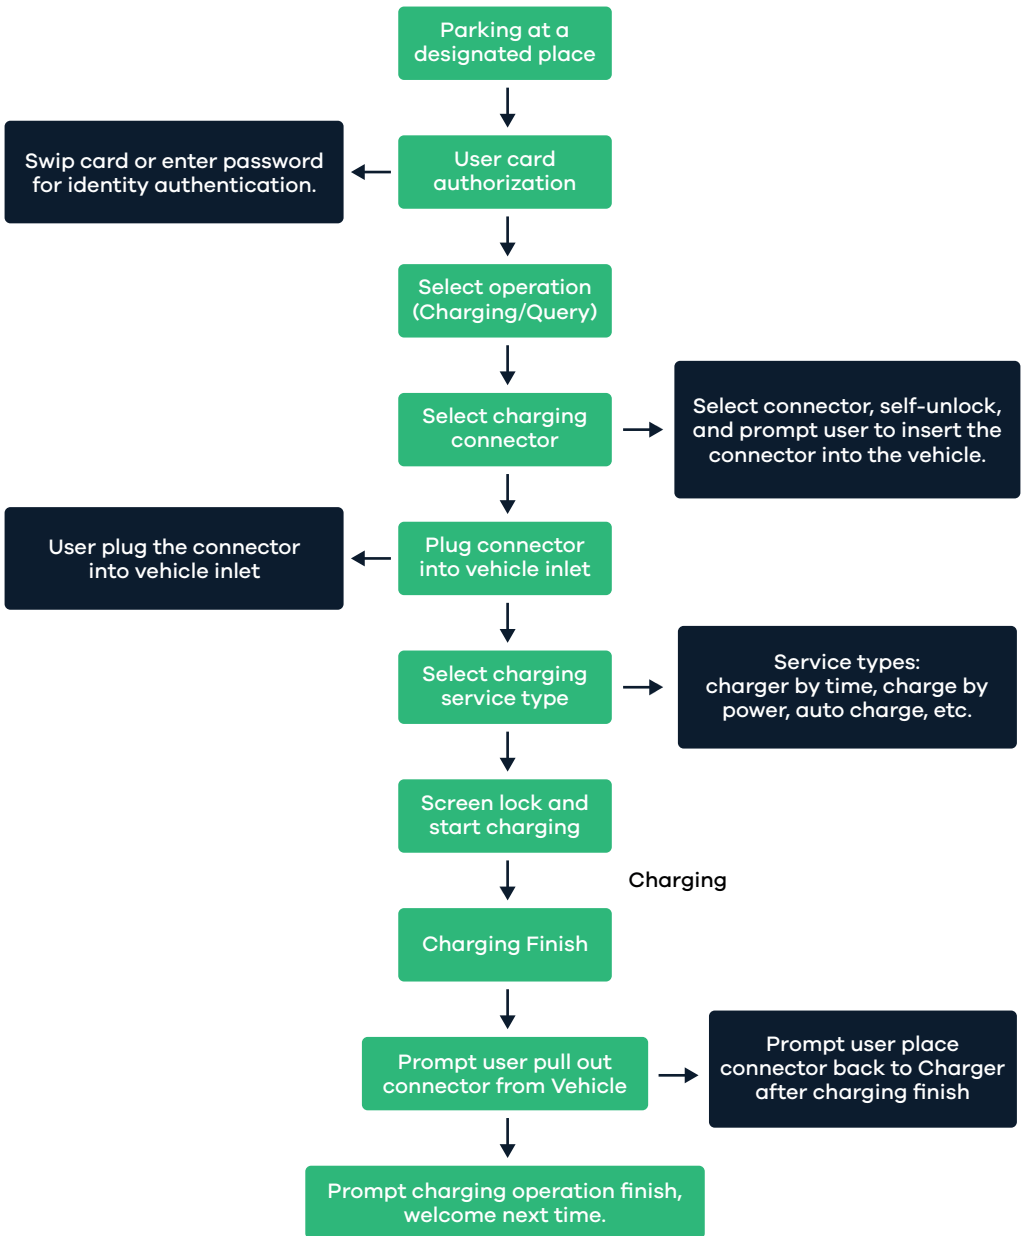 Parking at a
designated place
Swip card or enter password
for identity authentication.
User card
authorization
Select operation
(Charging/Query)
Select charging
connector
Select connector, self-unlock,
and prompt user to insert the
connector into the vehicle.
User plug the connector
into vehicle inlet
Plug connector
into vehicle inlet
Select charging
service type
Service types:
charger by time, charge by
power, auto charge, etc.
Screen lock and
start charging
Charging
Charging Finish
Prompt user pull out
connector from Vehicle
Prompt user place
connector back to Charger
after charging finish
Prompt charging operation finish,
welcome next time.